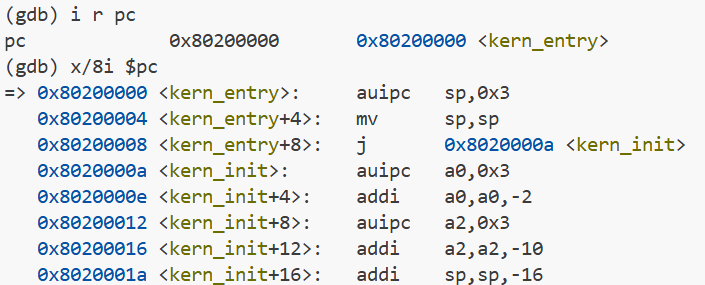 (gdb) i r pc
pc             0x80200000       0x80200000 <kern_entry>
(gdb) x/8i $pc
=> 0x80200000 <kern_entry>:     auipc   sp,0x3
   0x80200004 <kern_entry+4>:   mv      sp,sp
   0x80200008 <kern_entry+8>:   j       0x8020000a <kern_init>
   0x8020000a <kern_init>:      auipc   a0,0x3
   0x8020000e <kern_init+4>:    addi    a0,a0,-2
   0x80200012 <kern_init+8>:    auipc   a2,0x3
   0x80200016 <kern_init+12>:   addi    a2,a2,-10
   0x8020001a <kern_init+16>:   addi    sp,sp,-16